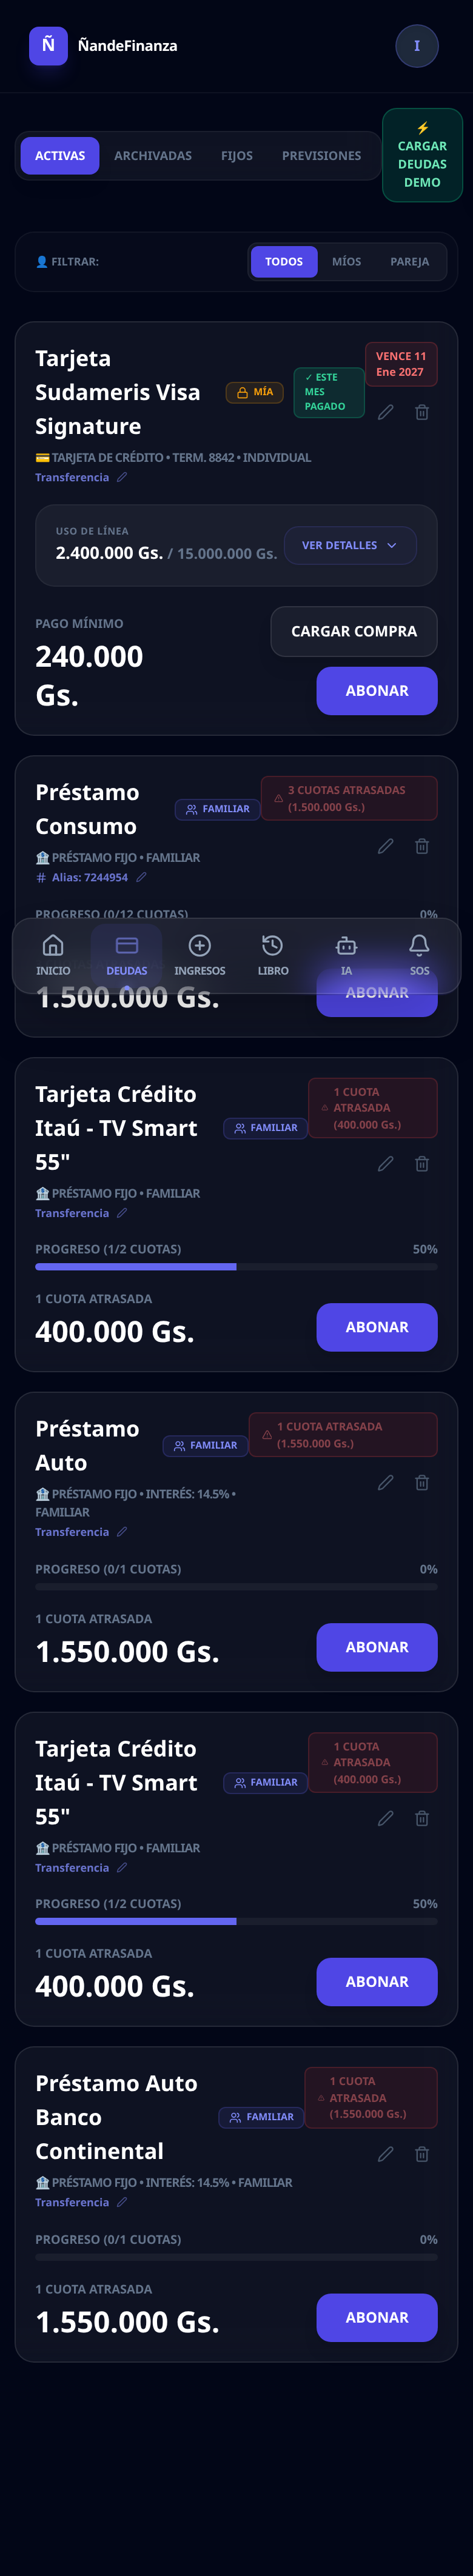 Ñ ÑandeFinanza I
⚡
ACTIVAS ARCHIVADAS FIJOS PREVISIONES CARGAR
DEUDAS
DEMO
👤 FILTRAR: TODOS MÍOS PAREJA
Tarjeta
Sudameris Visa
Signature
MÍA
✓ ESTE
MES
PAGADO
VENCE 11
Ene 2027
💳 TARJETA DE CRÉDITO • TERM. 8842 • INDIVIDUAL
Transferencia
USO DE LÍNEA
2.400.000 Gs. / 15.000.000 Gs.
VER DETALLES
PAGO MÍNIMO
240.000
Gs.
CARGAR COMPRA
ABONAR
Préstamo
Consumo
FAMILIAR
3 CUOTAS ATRASADAS
(1.500.000 Gs.)
🏦 PRÉSTAMO FIJO • FAMILIAR
# Alias: 7244954
PROGRESO (0/12 CUOTAS) 0%
INICIO DEUDAS INGRESOS LIBRO IA SOS
1.500.000 Gs. ABONAR
Tarjeta Crédito
Itaú - TV Smart
55"
FAMILIAR
1 CUOTA
ATRASADA
(400.000 Gs.)
🏦 PRÉSTAMO FIJO • FAMILIAR
Transferencia
PROGRESO (1/2 CUOTAS) 50%
1 CUOTA ATRASADA
400.000 Gs. ABONAR
Préstamo
Auto
FAMILIAR
1 CUOTA ATRASADA
(1.550.000 Gs.)
🏦 PRÉSTAMO FIJO • INTERÉS: 14.5% •
FAMILIAR
Transferencia
PROGRESO (0/1 CUOTAS) 0%
1 CUOTA ATRASADA
1.550.000 Gs. ABONAR
Tarjeta Crédito
Itaú - TV Smart
55"
FAMILIAR
1 CUOTA
ATRASADA
(400.000 Gs.)
🏦 PRÉSTAMO FIJO • FAMILIAR
Transferencia
PROGRESO (1/2 CUOTAS) 50%
1 CUOTA ATRASADA
400.000 Gs. ABONAR
Préstamo Auto
Banco
Continental
FAMILIAR
1 CUOTA
ATRASADA
(1.550.000 Gs.)
🏦 PRÉSTAMO FIJO • INTERÉS: 14.5% • FAMILIAR
Transferencia
PROGRESO (0/1 CUOTAS) 0%
1 CUOTA ATRASADA
1.550.000 Gs. ABONAR